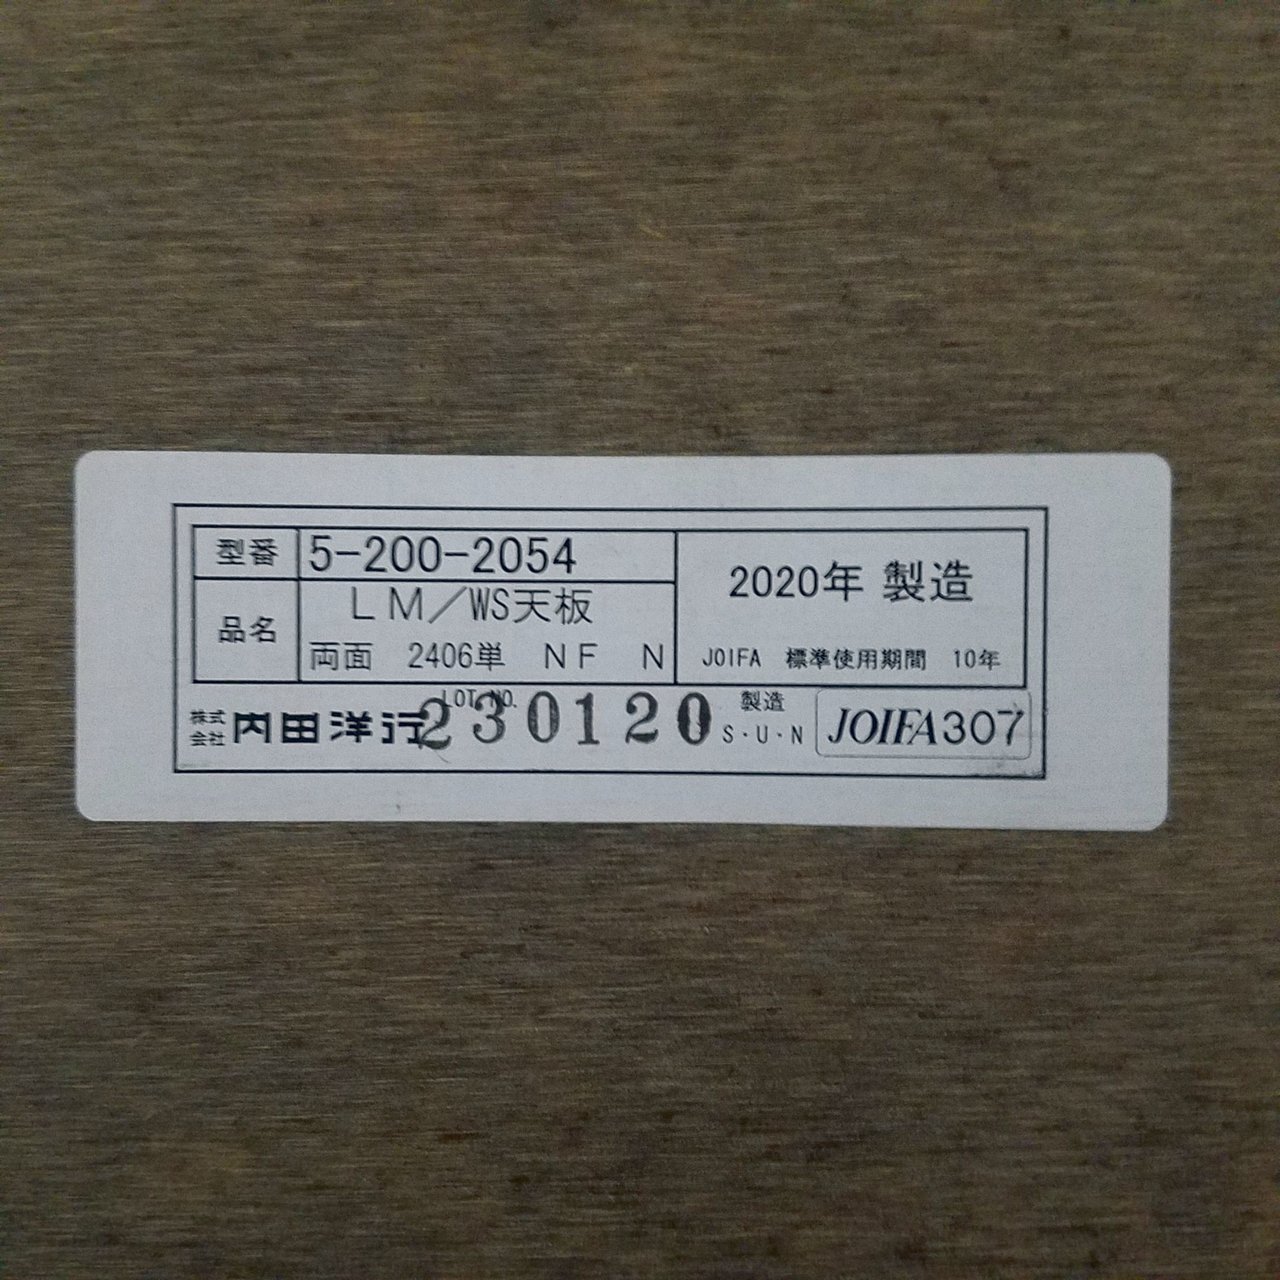 型番 5-200-2054
品名 LM/WS天板
両面 2406単 NF N
2020年 製造
JOIFA 標準使用期間 10年
株式会社 内田洋行
LOT NO.
230120
製造
S・U・N
JOIFA307